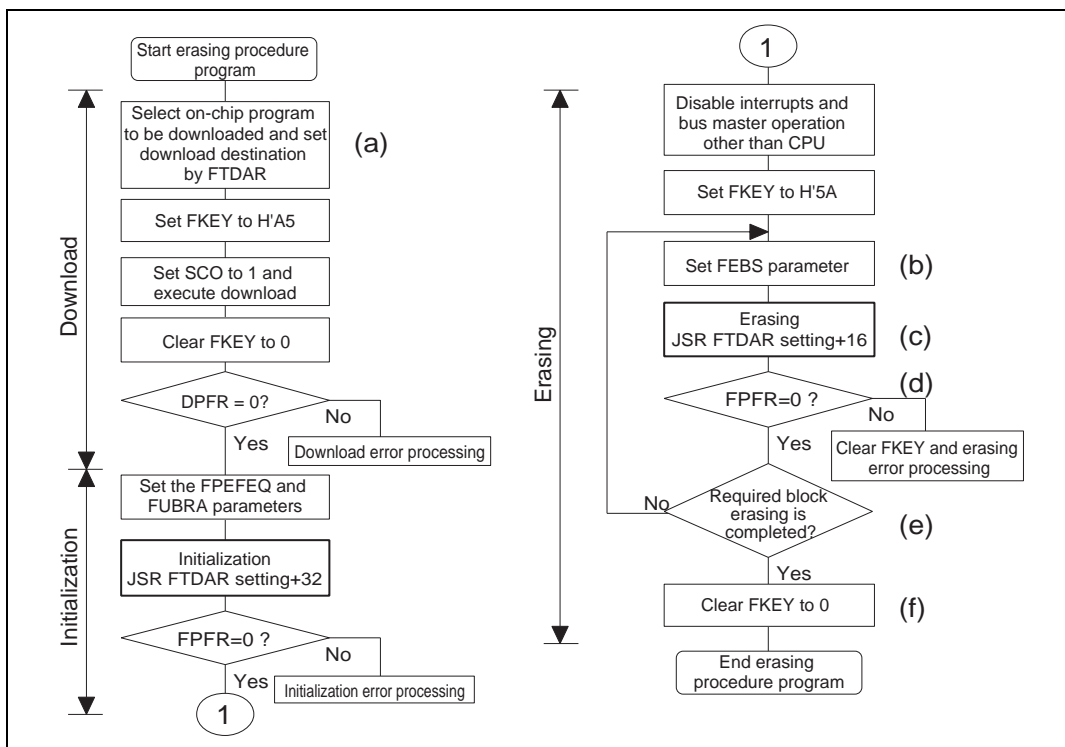 Start erasing procedure
program
Select on-chip program
to be downloaded and set
download destination
by FTDAR
(a)
Set FKEY to H'A5
Set SCO to 1 and
execute download
Clear FKEY to 0
DPFR = 0?
No
Yes
Download error processing
Download
Set the FPEFEQ and
FUBRA parameters
Initialization
JSR FTDAR setting+32
FPFR=0 ?
No
Yes
Initialization error processing
Initialization
1
1
Disable interrupts and
bus master operation
other than CPU
Set FKEY to H'5A
Set FEBS parameter
(b)
Erasing
JSR FTDAR setting+16
(c)
(d)
FPFR=0 ?
No
Yes
Clear FKEY and erasing
error processing
Erasing
No
Required block
erasing is
completed?
(e)
Yes
Clear FKEY to 0
(f)
End erasing
procedure program